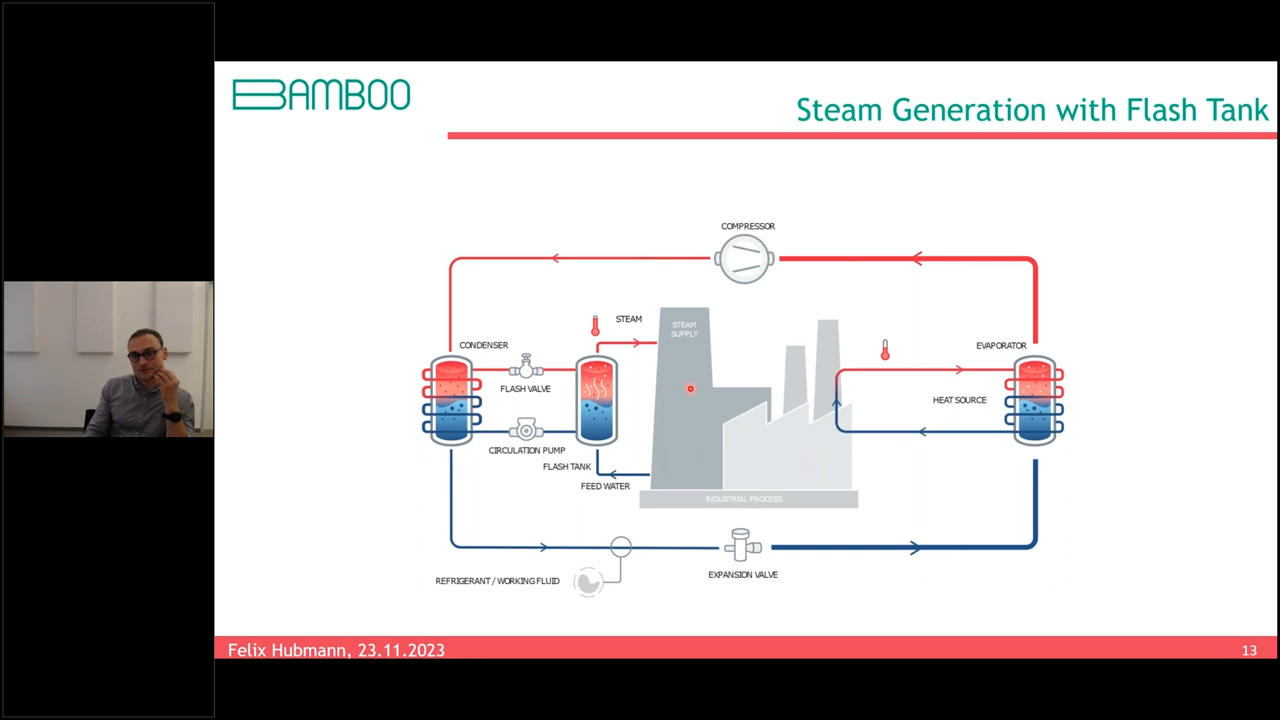 BAMBOO
Steam Generation with Flash Tank
COMPRESSOR
STEAM
STEAM
SUPPLY
CONDENSER
EVAPORATOR
FLASH VALVE
HEAT SOURCE
CIRCULATION PUMP
FLASH TANK
FEED WATER
INDUSTRIAL PROCESS
EXPANSION VALVE
REFRIGERANT / WORKING FLUID
Felix Hubmann, 23.11.2023
13